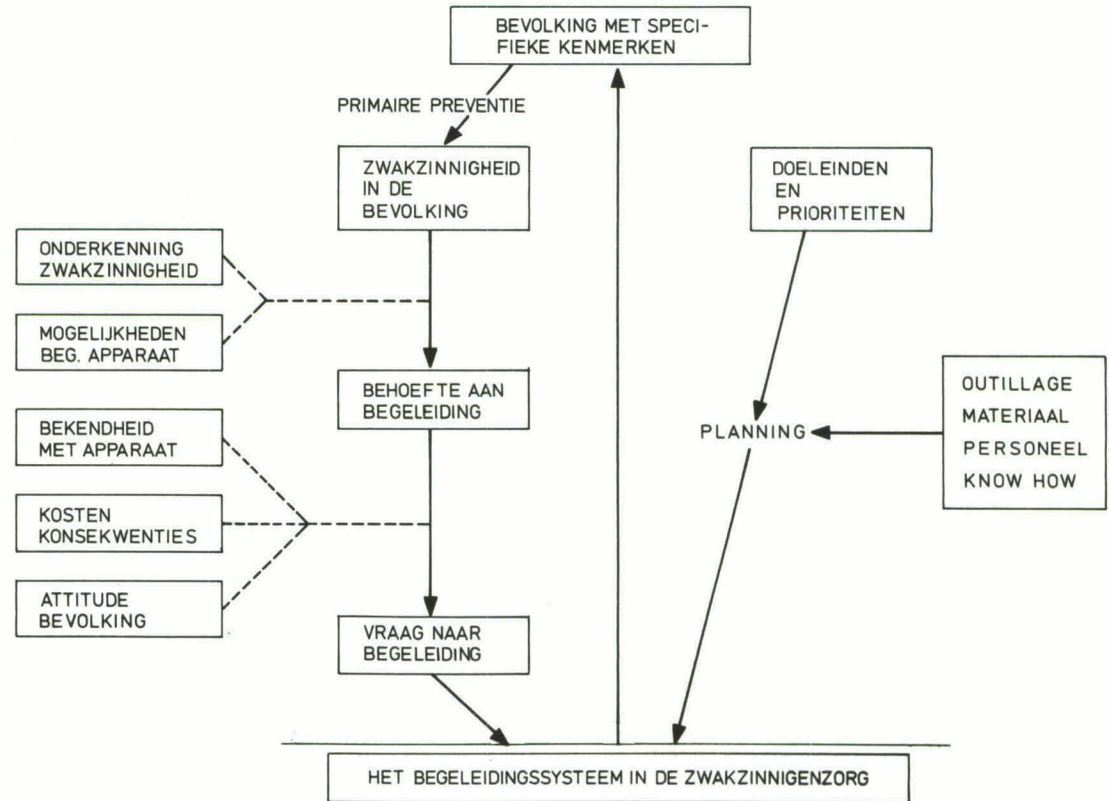 BEVOLKING MET SPECI-
FIEKE KENMERKEN
PRIMAIRE PREVENTIE
ZWAKZINNIGHEID
IN DE
BEVOLKING
DOELEINDEN
EN
PRIORITEITEN
ONDERKENNING
ZWAKZINNIGHEID
MOGELIJKHEDEN
BEG. APPARAAT
BEHOEFTE AAN
BEGELEIDING
OUTILLAGE
MATERIAAL
PERSONEEL
KNOW HOW
PLANNING
BEKENDHEID
MET APPARAAT
KOSTEN
KONSEKWENTIES
ATTITUDE
BEVOLKING
VRAAG NAAR
BEGELEIDING
HET BEGELEIDINGSSYSTEEM IN DE ZWAKZINNIGENZORG